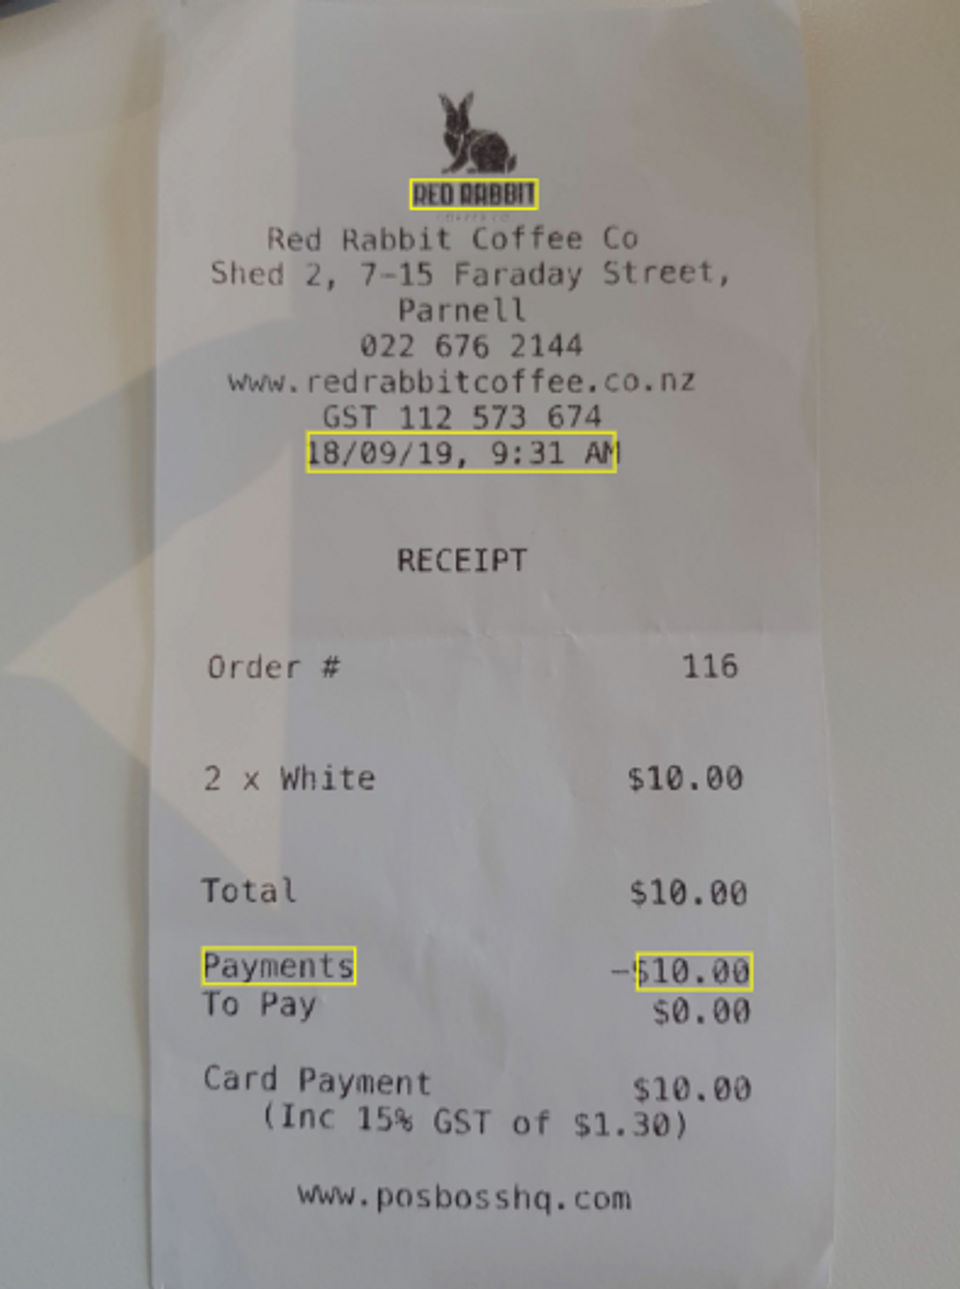 RED RABBIT
COFFEE CO
Red Rabbit Coffee Co
Shed 2, 7-15 Faraday Street,
Parnell
022 676 2144
www.redrabbitcoffee.co.nz
GST 112 573 674
18/09/19, 9:31 AM
RECEIPT
Order # 116
2 x White $10.00
Total $10.00
Payments -$10.00
To Pay $0.00
Card Payment $10.00
(Inc 15% GST of $1.30)
www.posbosshq.com